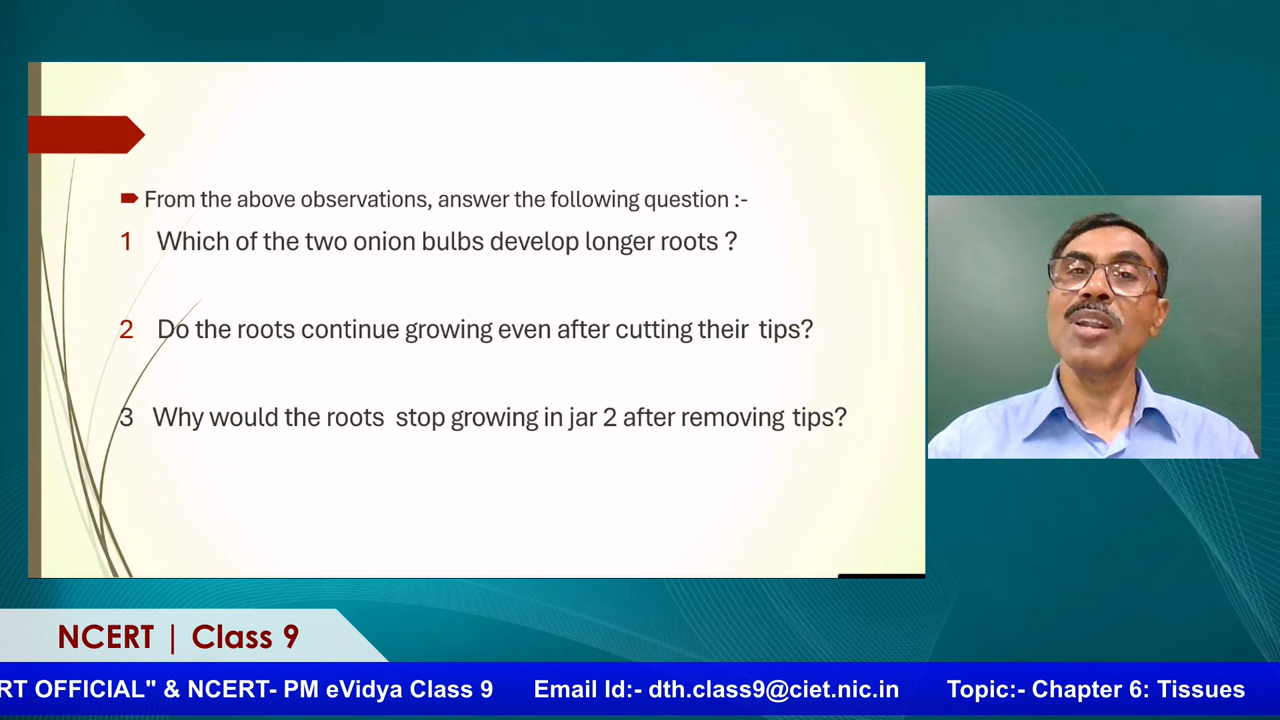 From the above observations, answer the following question :-
1 Which of the two onion bulbs develop longer roots ?
2 Do the roots continue growing even after cutting their tips?
3 Why would the roots stop growing in jar 2 after removing tips?
NCERT | Class 9
RT OFFICIAL" & NCERT- PM eVidya Class 9 Email Id:- dth.class9@ciet.nic.in Topic:- Chapter 6: Tissues